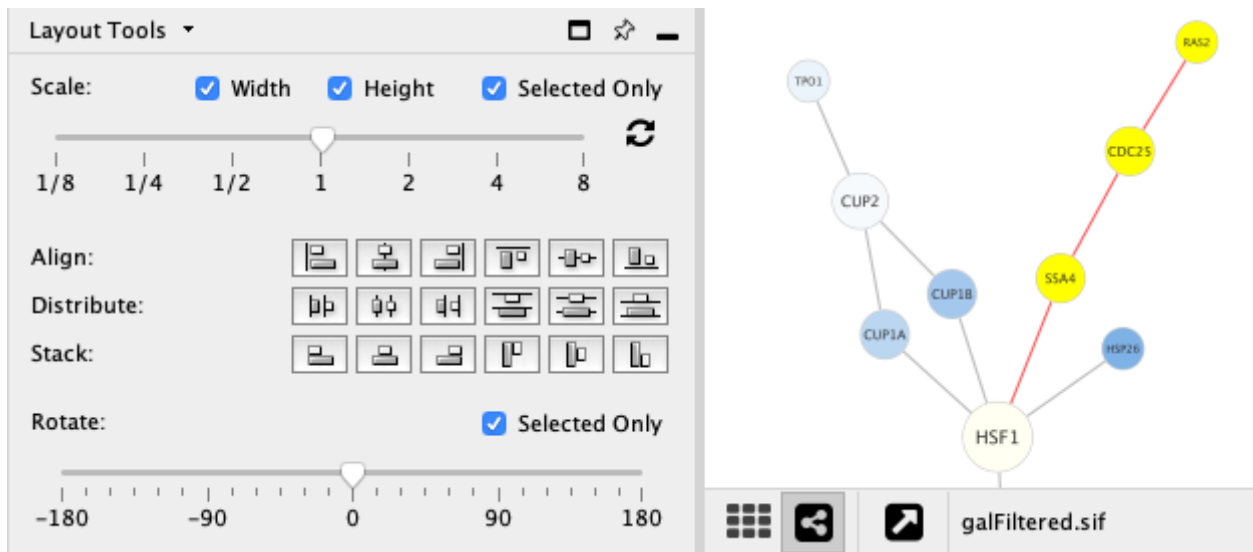 Layout Tools
Scale:
Width
Height
Selected Only
1/8 1/4 1/2 1 2 4 8
Align:
Distribute:
Stack:
Rotate:
Selected Only
-180 -90 0 90 180
RAS2
TPO1
CDC25
CUP2
SSA4
CUP1B
CUP1A
HSP26
HSF1
galFiltered.sif